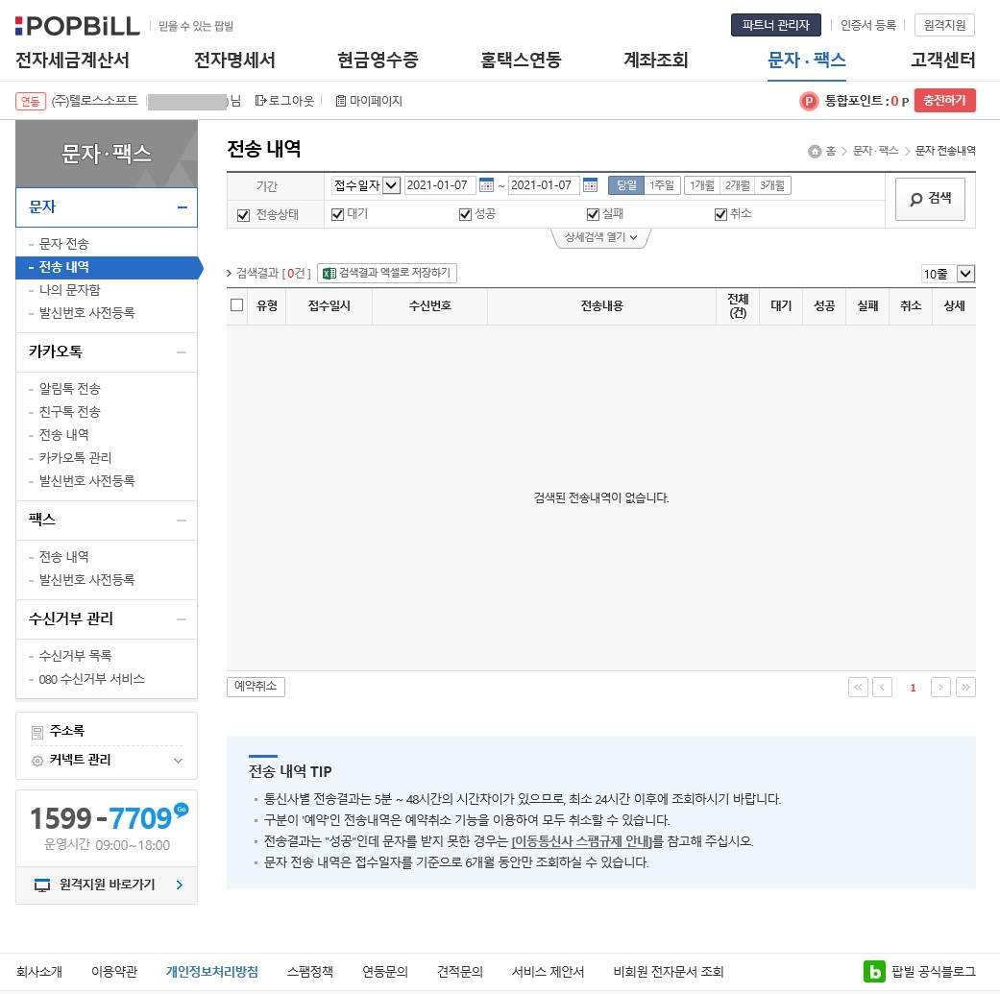 POPBiLL 믿을 수 있는 팝빌
파트너 관리자 인증서 등록 원격지원
전자세금계산서 전자명세서 현금영수증 홈택스연동 계좌조회 문자 · 팩스 고객센터
연동 (주)텔로스소프트 ( )님 로그아웃 마이페이지
P 통합포인트 : 0 P 충전하기
문자 · 팩스
문자
- 문자 전송
- 전송 내역
- 나의 문자함
- 발신번호 사전등록
카카오톡
- 알림톡 전송
- 친구톡 전송
- 전송 내역
- 카카오톡 관리
- 발신번호 사전등록
팩스
- 전송 내역
- 발신번호 사전등록
수신거부 관리
- 수신거부 목록
- 080 수신거부 서비스
주소록
커넥트 관리
1599-7709 Go
운영시간 09:00~18:00
원격지원 바로가기
전송 내역
홈 > 문자 · 팩스 > 문자 전송내역
기간 접수일자 2021-01-07 ~ 2021-01-07 당일 1주일 1개월 2개월 3개월
전송상태 대기 성공 실패 취소
검색
상세검색 열기
> 검색결과 [ 0건 ] 검색결과 엑셀로 저장하기
10줄
유형 접수일시 수신번호 전송내용 전체(건) 대기 성공 실패 취소 상세
검색된 전송내역이 없습니다.
예약취소
1
전송 내역 TIP
통신사별 전송결과는 5분 ~ 48시간의 시간차이가 있으므로, 최소 24시간 이후에 조회하시기 바랍니다.
구분이 '예약'인 전송내역은 예약취소 기능을 이용하여 모두 취소할 수 있습니다.
전송결과는 "성공"인데 문자를 받지 못한 경우는 [이동통신사 스팸규제 안내]를 참고해 주십시오.
문자 전송 내역은 접수일자를 기준으로 6개월 동안만 조회하실 수 있습니다.
회사소개 이용약관 개인정보처리방침 스팸정책 연동문의 견적문의 서비스 제안서 비회원 전자문서 조회
b 팝빌 공식블로그